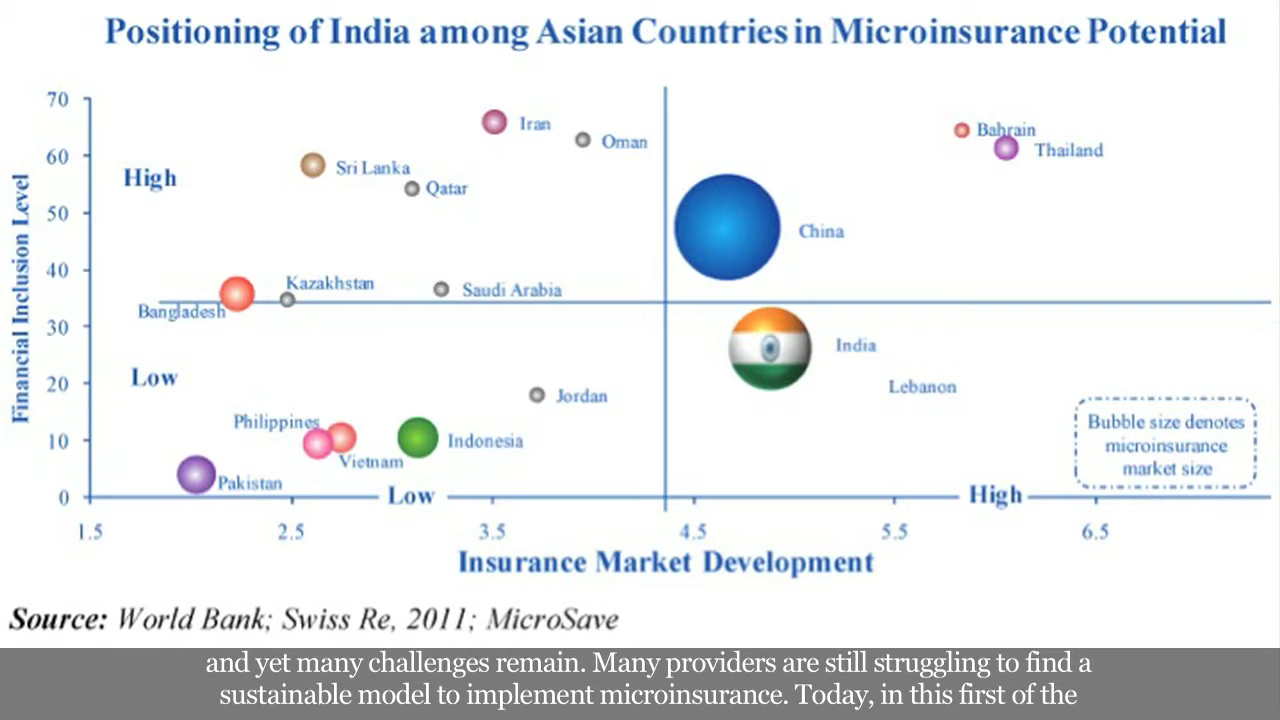 Positioning of India among Asian Countries in Microinsurance Potential
70
Iran
Bahrain
Oman
Thailand
60
Sri Lanka
High
Qatar
50
China
40
Kazakhstan
Saudi Arabia
Bangladesh
30
India
Low
20
Lebanon
Jordan
Philippines
10
Indonesia
Vietnam
Pakistan
0
Bubble size denotes
microinsurance
market size
Financial Inclusion Level
Low
High
1.5 2.5 3.5 4.5 5.5 6.5
Insurance Market Development
Source: World Bank; Swiss Re, 2011; MicroSave
and yet many challenges remain. Many providers are still struggling to find a
sustainable model to implement microinsurance. Today, in this first of the